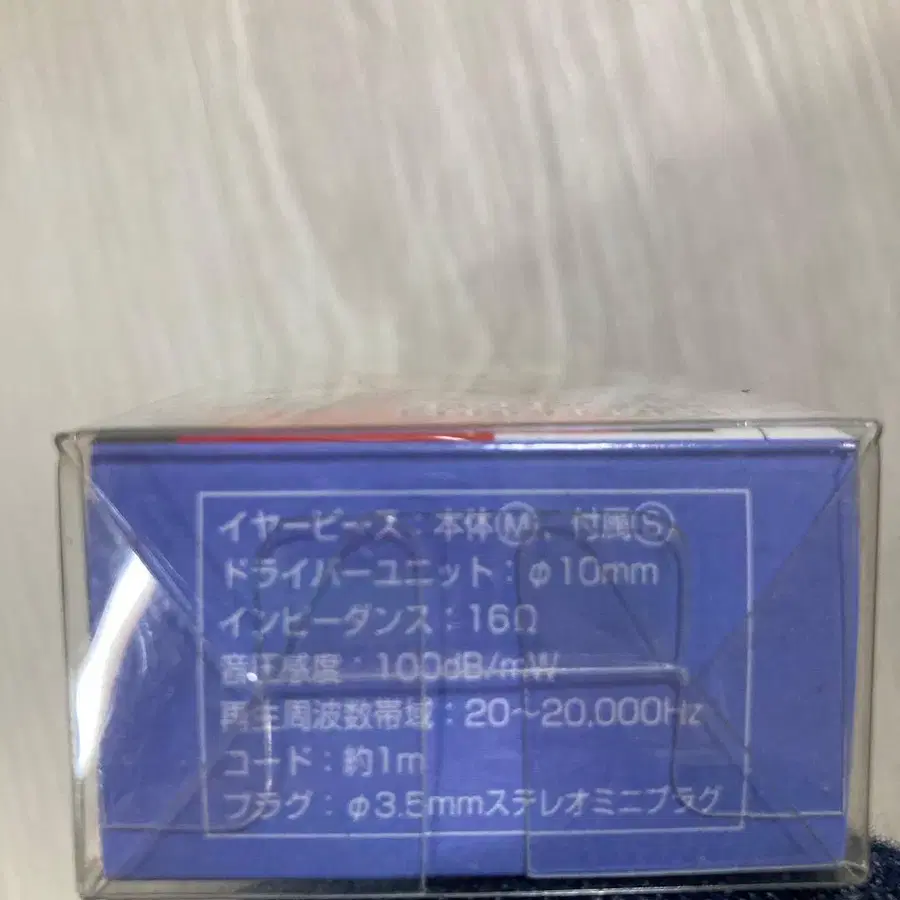 イヤーピース：本体Ⓜ、付属Ⓢ
ドライバーユニット：φ10mm
インピーダンス：16Ω
音圧感度：100dB/mW
再生周波数帯域：20～20,000Hz
コード：約1m
プラグ：φ3.5mmステレオミニプラグ